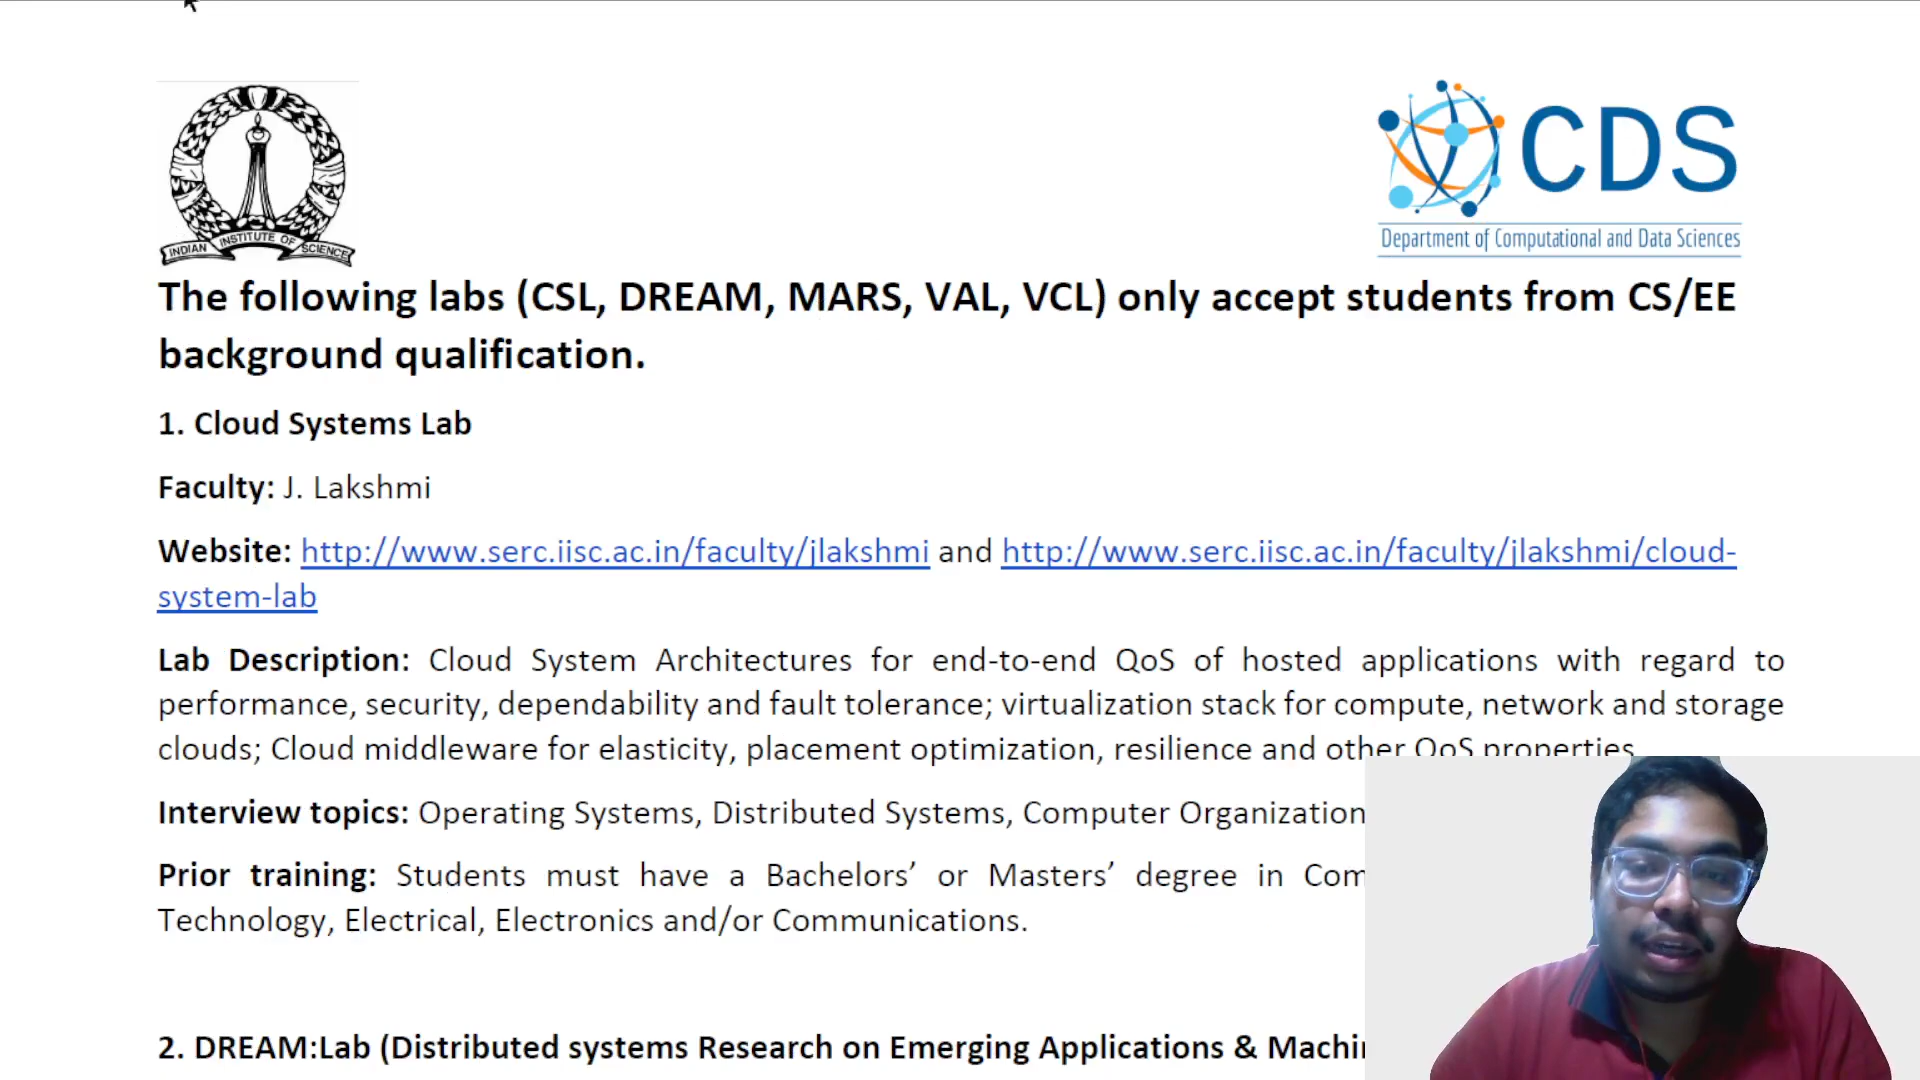 INDIAN INSTITUTE OF SCIENCE
CDS
Department of Computational and Data Sciences
The following labs (CSL, DREAM, MARS, VAL, VCL) only accept students from CS/EE
background qualification.
1. Cloud Systems Lab
Faculty: J. Lakshmi
Website: http://www.serc.iisc.ac.in/faculty/jlakshmi and http://www.serc.iisc.ac.in/faculty/jlakshmi/cloud-
system-lab
Lab Description: Cloud System Architectures for end-to-end QoS of hosted applications with regard to
performance, security, dependability and fault tolerance; virtualization stack for compute, network and storage
clouds; Cloud middleware for elasticity, placement optimization, resilience and other QoS properties
Interview topics: Operating Systems, Distributed Systems, Computer Organization
Prior training: Students must have a Bachelors’ or Masters’ degree in Com
Technology, Electrical, Electronics and/or Communications.
2. DREAM:Lab (Distributed systems Research on Emerging Applications & Machi